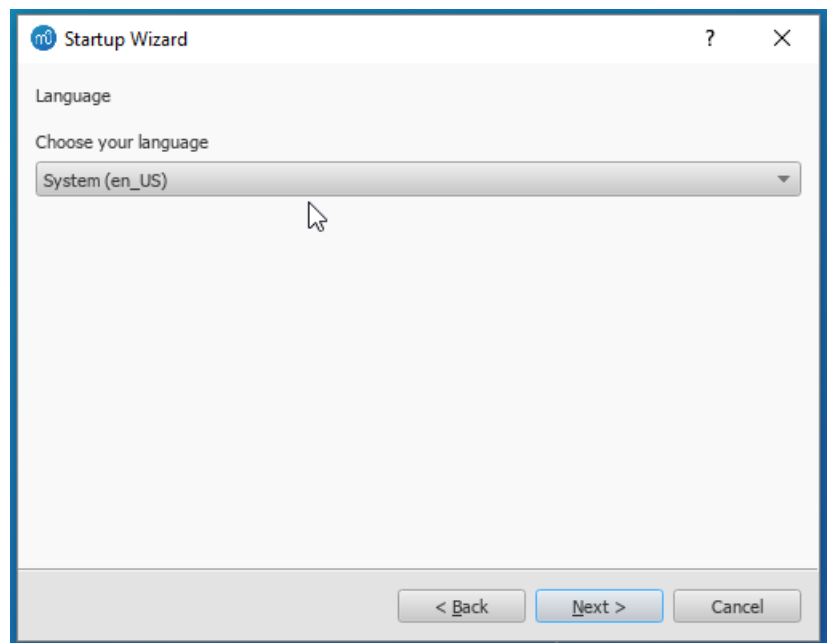 Startup Wizard ?
Language
Choose your language
System (en_US)
< Back Next > Cancel